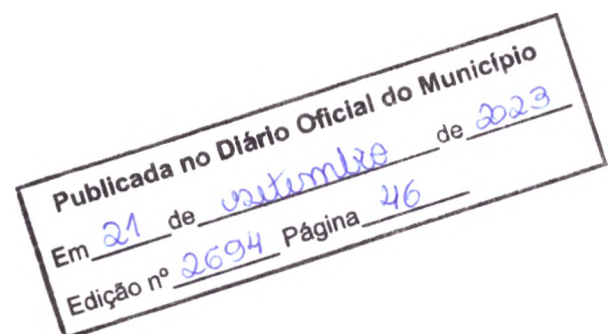 Publicada no Diário Oficial do Município
Em 21 de setembro de 2023
Edição nº 2694 Página 46